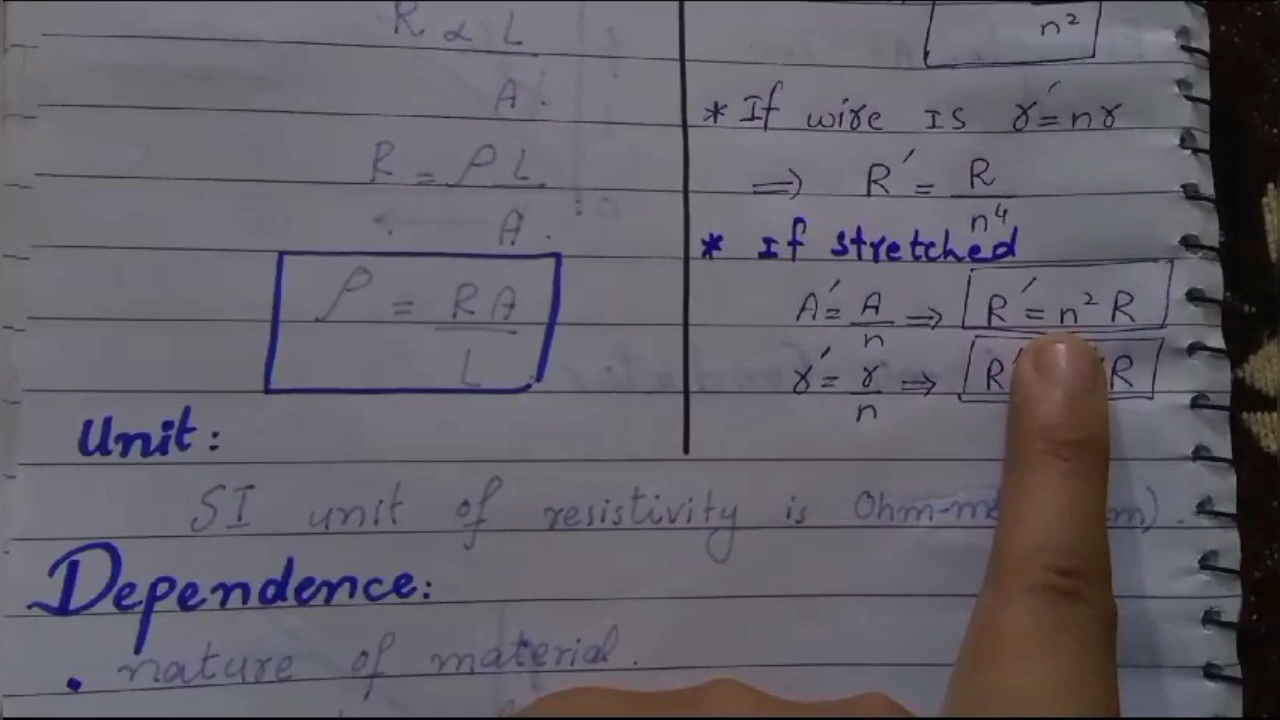 R α L
A.
R = ρL
A.
ρ = RA
L
Unit:
SI unit of resistivity is Ohm-m m).
Dependence:
. nature of material.
n²
* If wire is r′=nr
⇒ R′ = R
n⁴
* If stretched
A′= A ⇒ R′=n²R
n
r′= r ⇒ R′ R
n